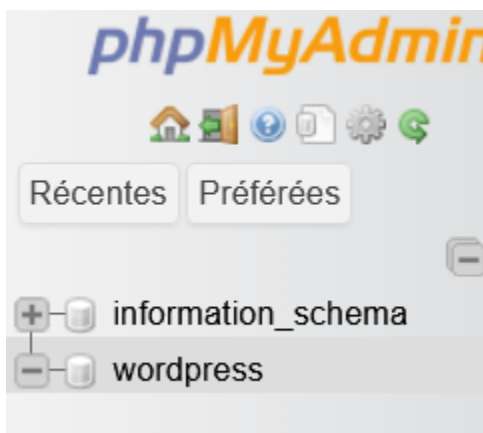 phpMyAdmin
Récentes Préférées
information_schema
wordpress